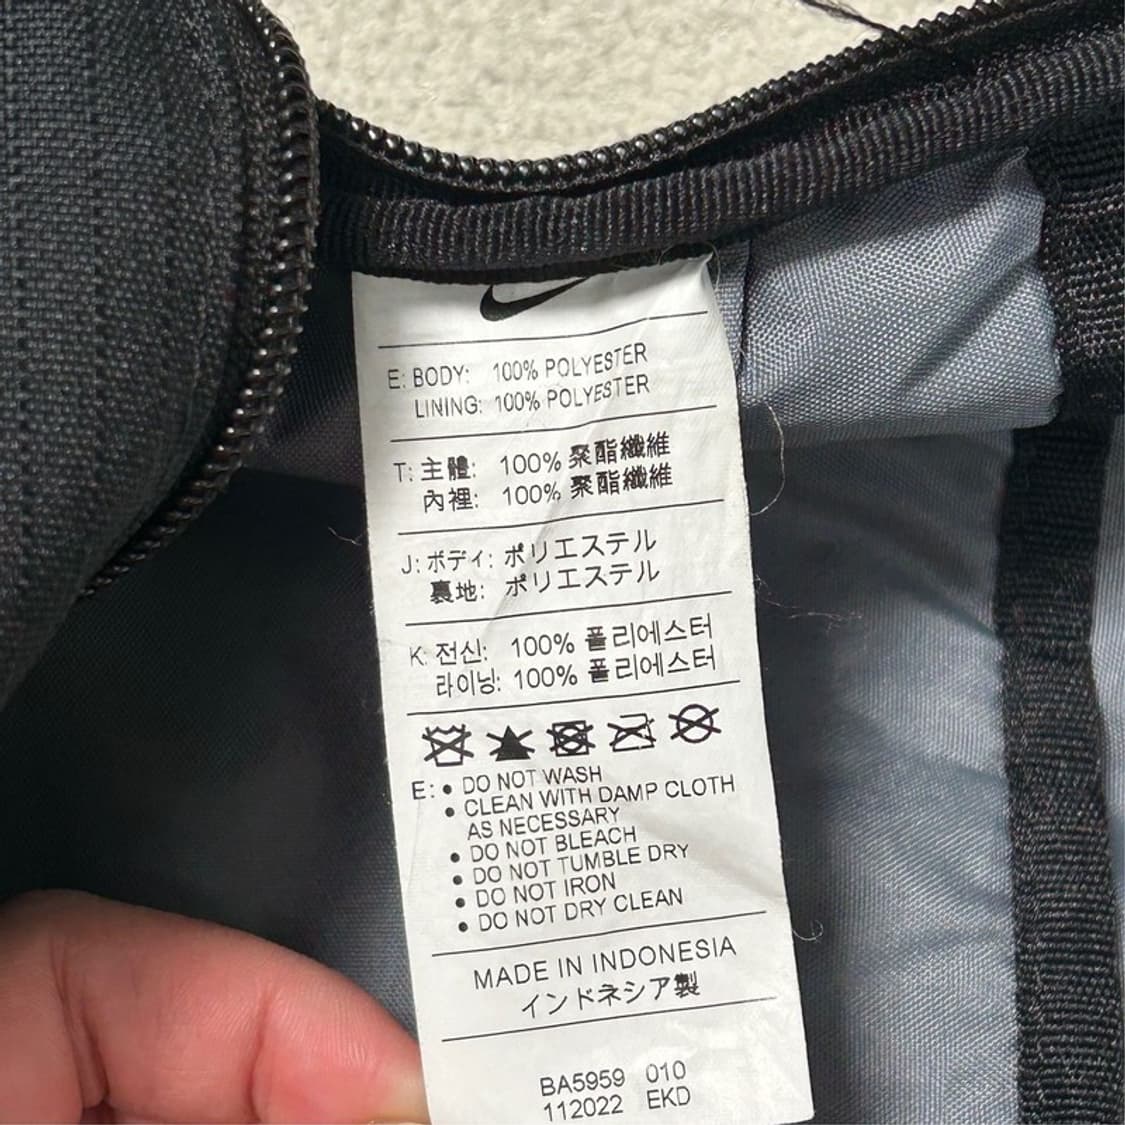 E: BODY: 100% POLYESTER
LINING: 100% POLYESTER
T: 主體: 100% 聚酯纖維
內裡: 100% 聚酯纖維
J: ボディ: ポリエステル
裏地: ポリエステル
K: 전신: 100% 폴리에스터
라이닝: 100% 폴리에스터
E: • DO NOT WASH
• CLEAN WITH DAMP CLOTH
AS NECESSARY
• DO NOT BLEACH
• DO NOT TUMBLE DRY
• DO NOT IRON
• DO NOT DRY CLEAN
MADE IN INDONESIA
インドネシア製
BA5959 010
112022 EKD